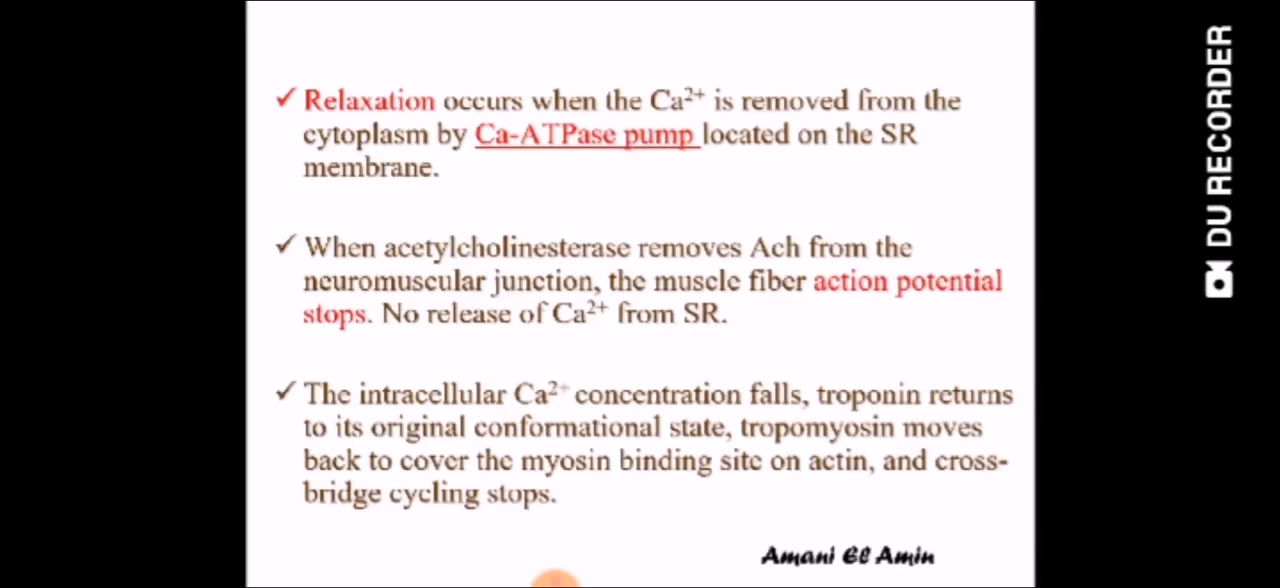 ✓ Relaxation occurs when the Ca²⁺ is removed from the
cytoplasm by Ca-ATPase pump located on the SR
membrane.
✓ When acetylcholinesterase removes Ach from the
neuromuscular junction, the muscle fiber action potential
stops. No release of Ca²⁺ from SR.
✓ The intracellular Ca²⁺ concentration falls, troponin returns
to its original conformational state, tropomyosin moves
back to cover the myosin binding site on actin, and cross-
bridge cycling stops.
Amani El Amin
DU RECORDER